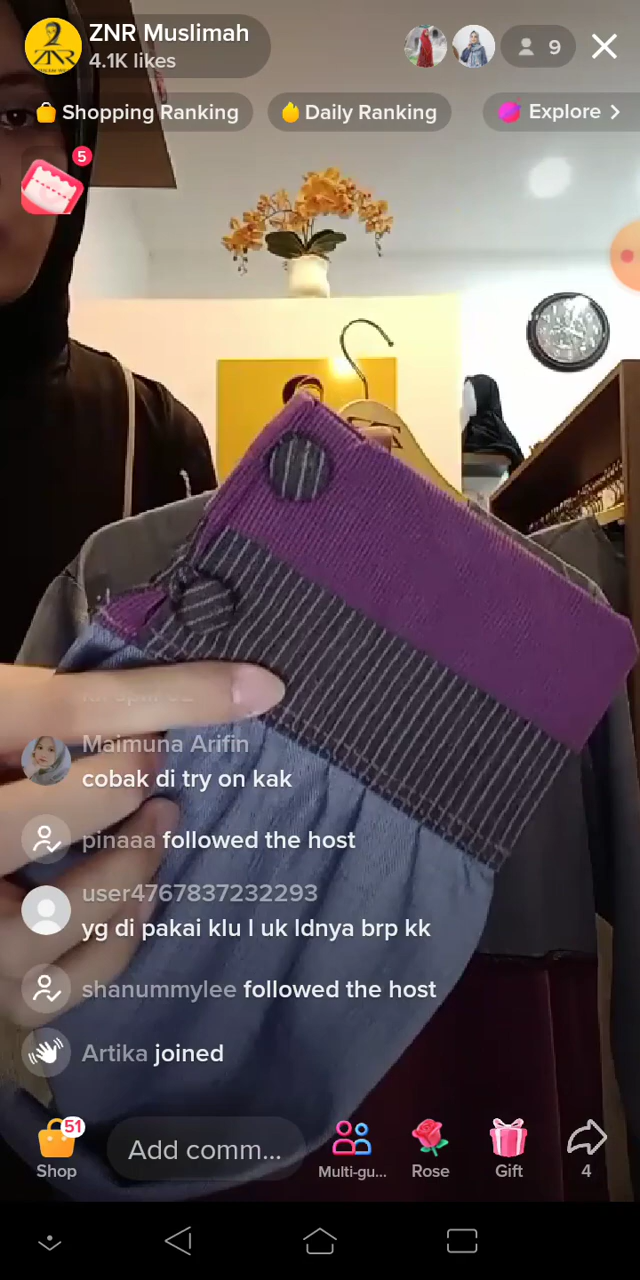 ZNR Muslimah
4.1K likes
9
Shopping Ranking
Daily Ranking
Explore
5
ZNR
Maimuna Arifin
cobak di try on kak
pinaaa followed the host
user4767837232293
yg di pakai klu l uk ldnya brp kk
shanummylee followed the host
Artika joined
51
Shop
Add comm...
Multi-gu...
Rose
Gift
4